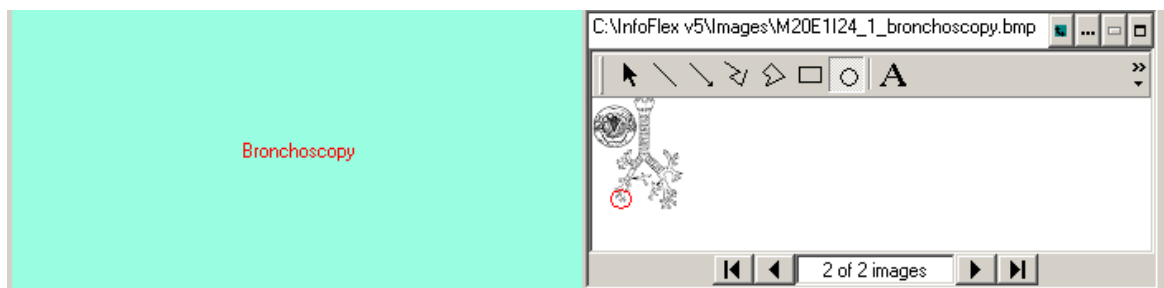 Bronchoscopy
C:\InfoFlex v5\Images\M20E1I24_1_bronchoscopy.bmp
...
A
2 of 2 images